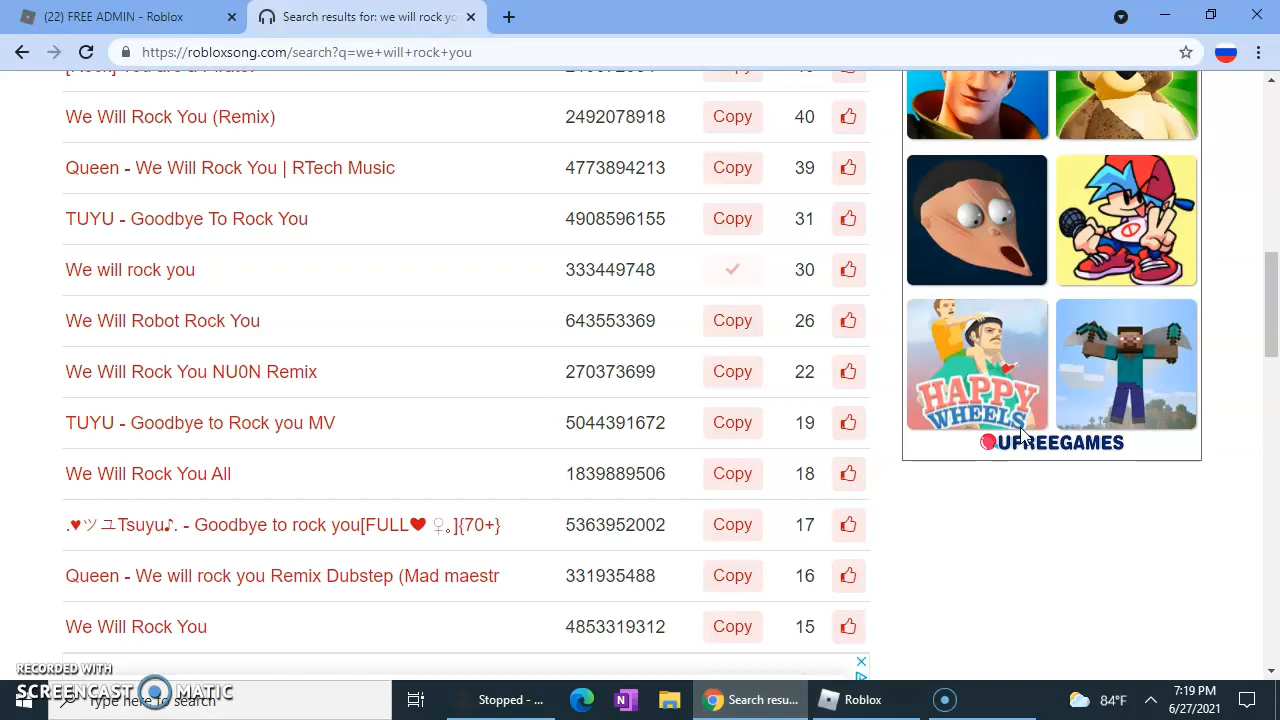 (22) FREE ADMIN - Roblox
Search results for: we will rock yo
https://robloxsong.com/search?q=we+will+rock+you
We Will Rock You (Remix) 2492078918 Copy 40
Queen - We Will Rock You | RTech Music 4773894213 Copy 39
TUYU - Goodbye To Rock You 4908596155 Copy 31
We will rock you 333449748 30
We Will Robot Rock You 643553369 Copy 26
We Will Rock You NU0N Remix 270373699 Copy 22
TUYU - Goodbye to Rock you MV 5044391672 Copy 19
We Will Rock You All 1839889506 Copy 18
.♥ツユTsuyu♪. - Goodbye to rock you[FULL♥ ♀。]{70+} 5363952002 Copy 17
Queen - We will rock you Remix Dubstep (Mad maestr 331935488 Copy 16
We Will Rock You 4853319312 Copy 15
HAPPY
WHEELS
UFREEGAMES
RECORDED WITH
SCREENCAST MATIC
Type here to search
Stopped - ...
Search resu...
Roblox
84°F
7:19 PM
6/27/2021